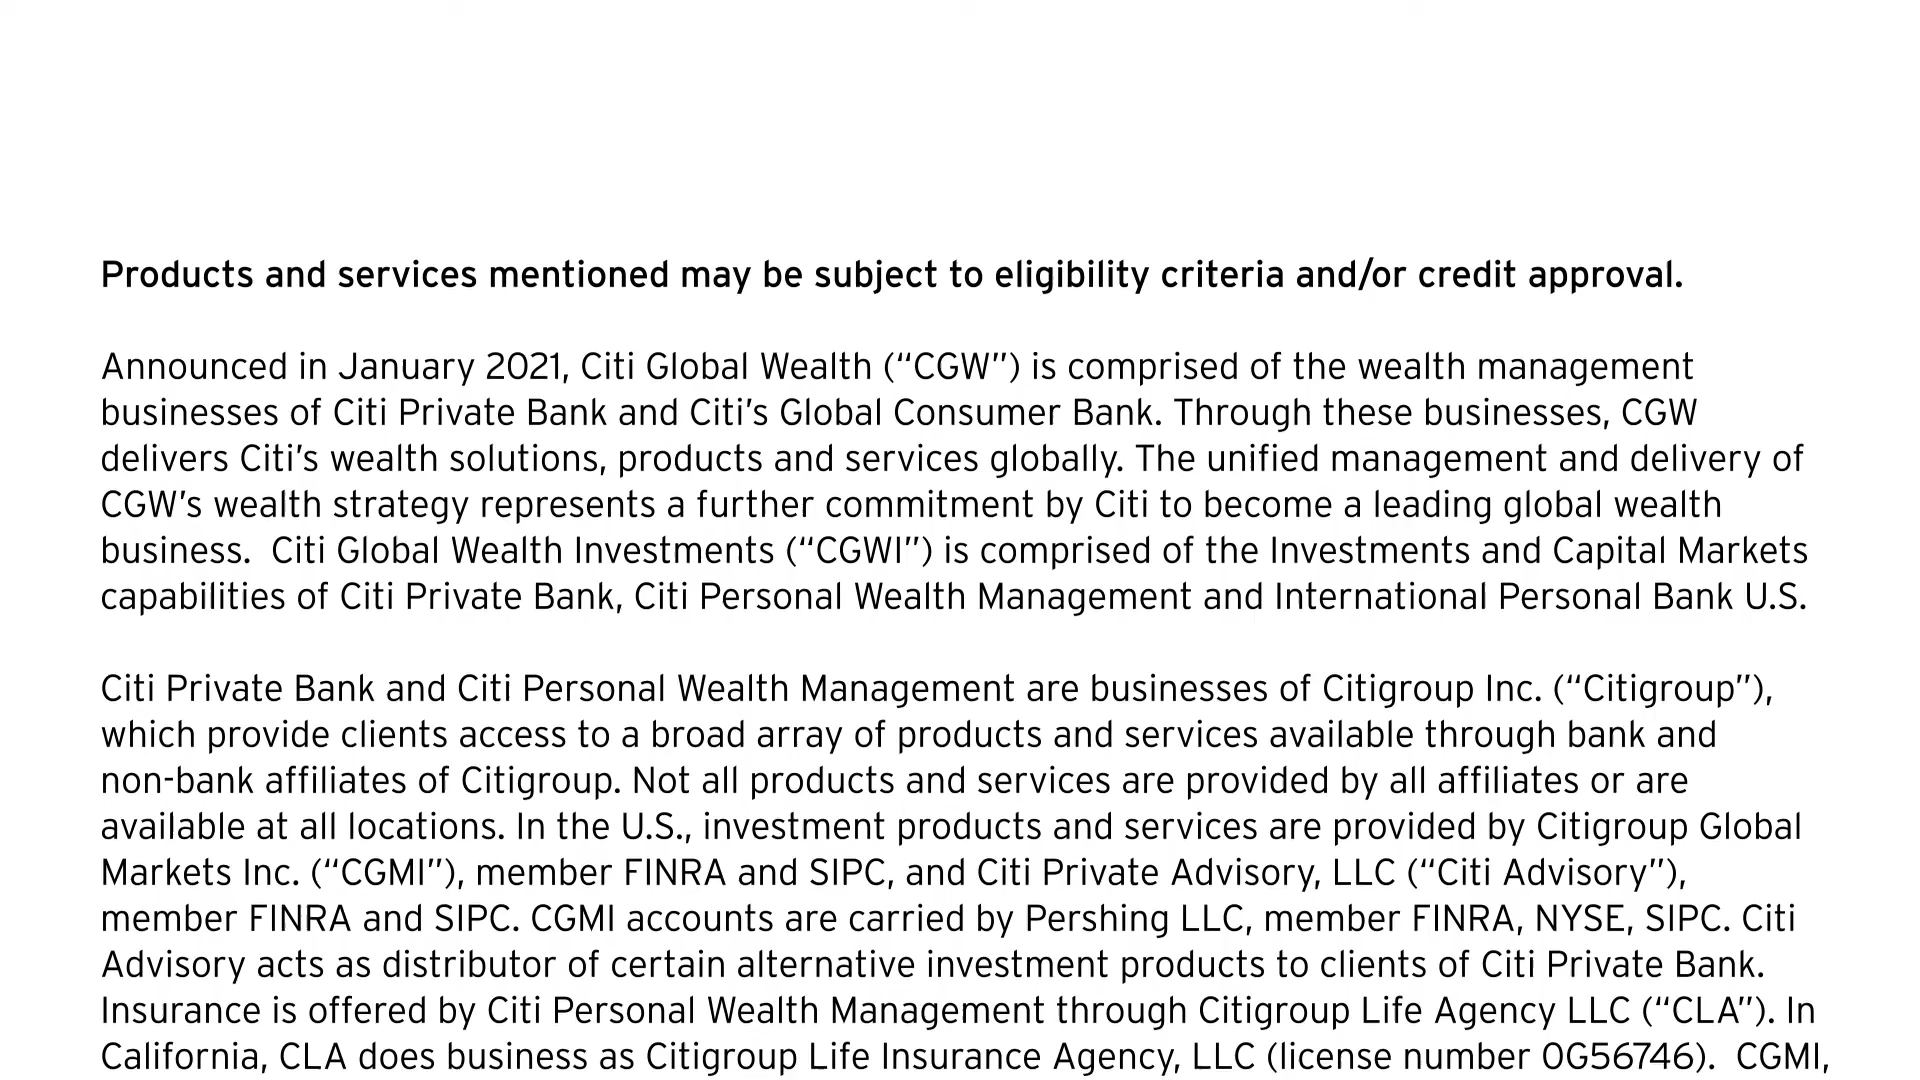 Products and services mentioned may be subject to eligibility criteria and/or credit approval.
Announced in January 2021, Citi Global Wealth (“CGW”) is comprised of the wealth management
businesses of Citi Private Bank and Citi’s Global Consumer Bank. Through these businesses, CGW
delivers Citi’s wealth solutions, products and services globally. The unified management and delivery of
CGW’s wealth strategy represents a further commitment by Citi to become a leading global wealth
business.  Citi Global Wealth Investments (“CGWI”) is comprised of the Investments and Capital Markets
capabilities of Citi Private Bank, Citi Personal Wealth Management and International Personal Bank U.S.
Citi Private Bank and Citi Personal Wealth Management are businesses of Citigroup Inc. (“Citigroup”),
which provide clients access to a broad array of products and services available through bank and
non-bank affiliates of Citigroup. Not all products and services are provided by all affiliates or are
available at all locations. In the U.S., investment products and services are provided by Citigroup Global
Markets Inc. (“CGMI”), member FINRA and SIPC, and Citi Private Advisory, LLC (“Citi Advisory”),
member FINRA and SIPC. CGMI accounts are carried by Pershing LLC, member FINRA, NYSE, SIPC. Citi
Advisory acts as distributor of certain alternative investment products to clients of Citi Private Bank.
Insurance is offered by Citi Personal Wealth Management through Citigroup Life Agency LLC (“CLA”). In
California, CLA does business as Citigroup Life Insurance Agency, LLC (license number 0G56746).  CGMI,